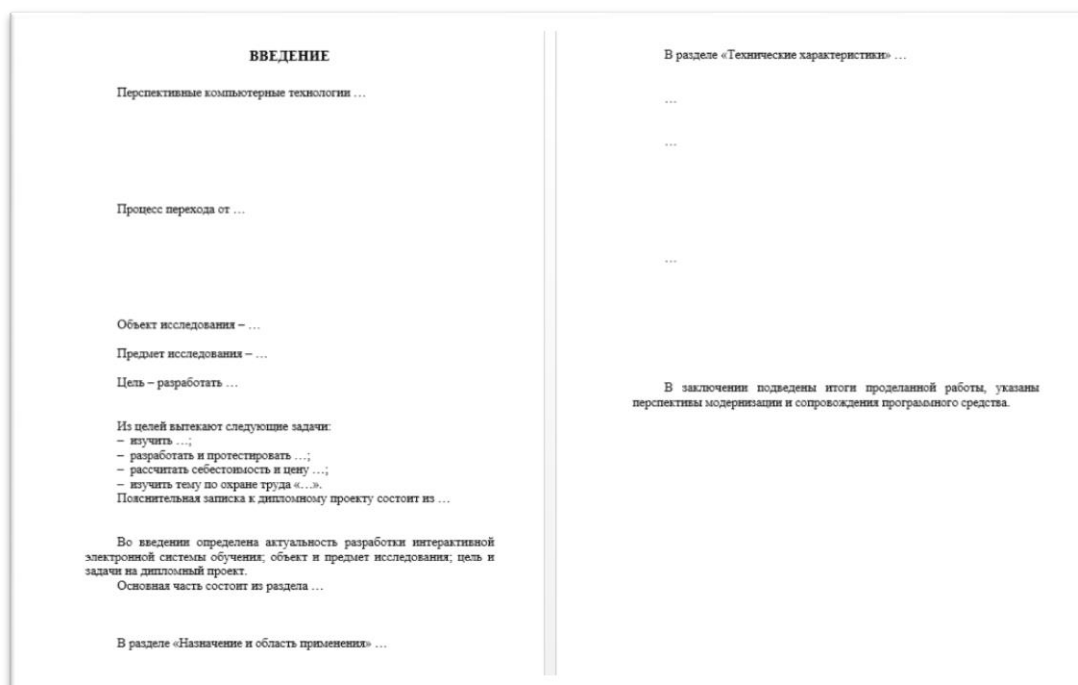 ВВЕДЕНИЕ
Перспективные компьютерные технологии …
Процесс перехода от …
Объект исследования – …
Предмет исследования – …
Цель – разработать …
Из целей вытекают следующие задачи:
– изучить …;
– разработать и протестировать …;
– рассчитать себестоимость и цену …;
– изучить тему по охране труда «…».
Пояснительная записка к дипломному проекту состоит из …
Во введении определена актуальность разработки интерактивной
электронной системы обучения; объект и предмет исследования; цель и
задачи на дипломный проект.
Основная часть состоит из раздела …
В разделе «Назначение и область применения» …
В разделе «Технические характеристики» …
…
…
…
В заключении подведены итоги проделанной работы, указаны
перспективы модернизации и сопровождения программного средства.